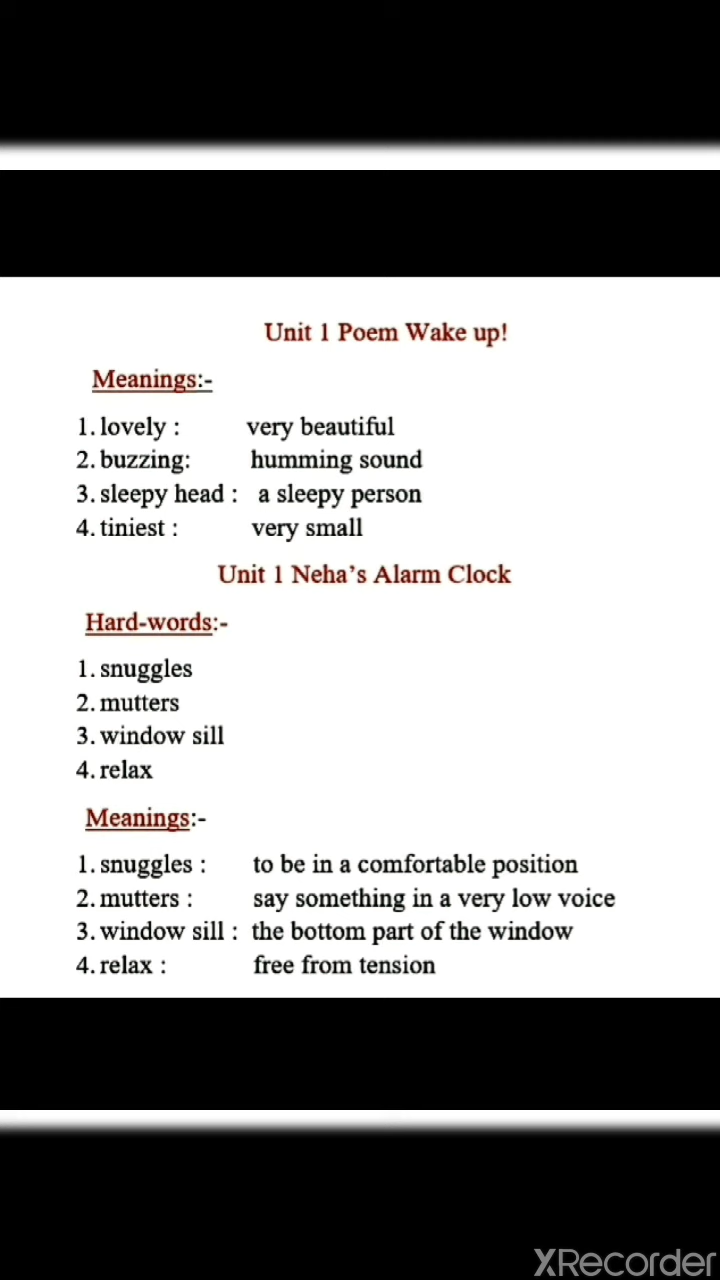 Unit 1 Poem Wake up!
Meanings:-
1. lovely : very beautiful
2. buzzing: humming sound
3. sleepy head : a sleepy person
4. tiniest : very small
Unit 1 Neha's Alarm Clock
Hard-words:-
1. snuggles
2. mutters
3. window sill
4. relax
Meanings:-
1. snuggles : to be in a comfortable position
2. mutters : say something in a very low voice
3. window sill : the bottom part of the window
4. relax : free from tension
XRecorder